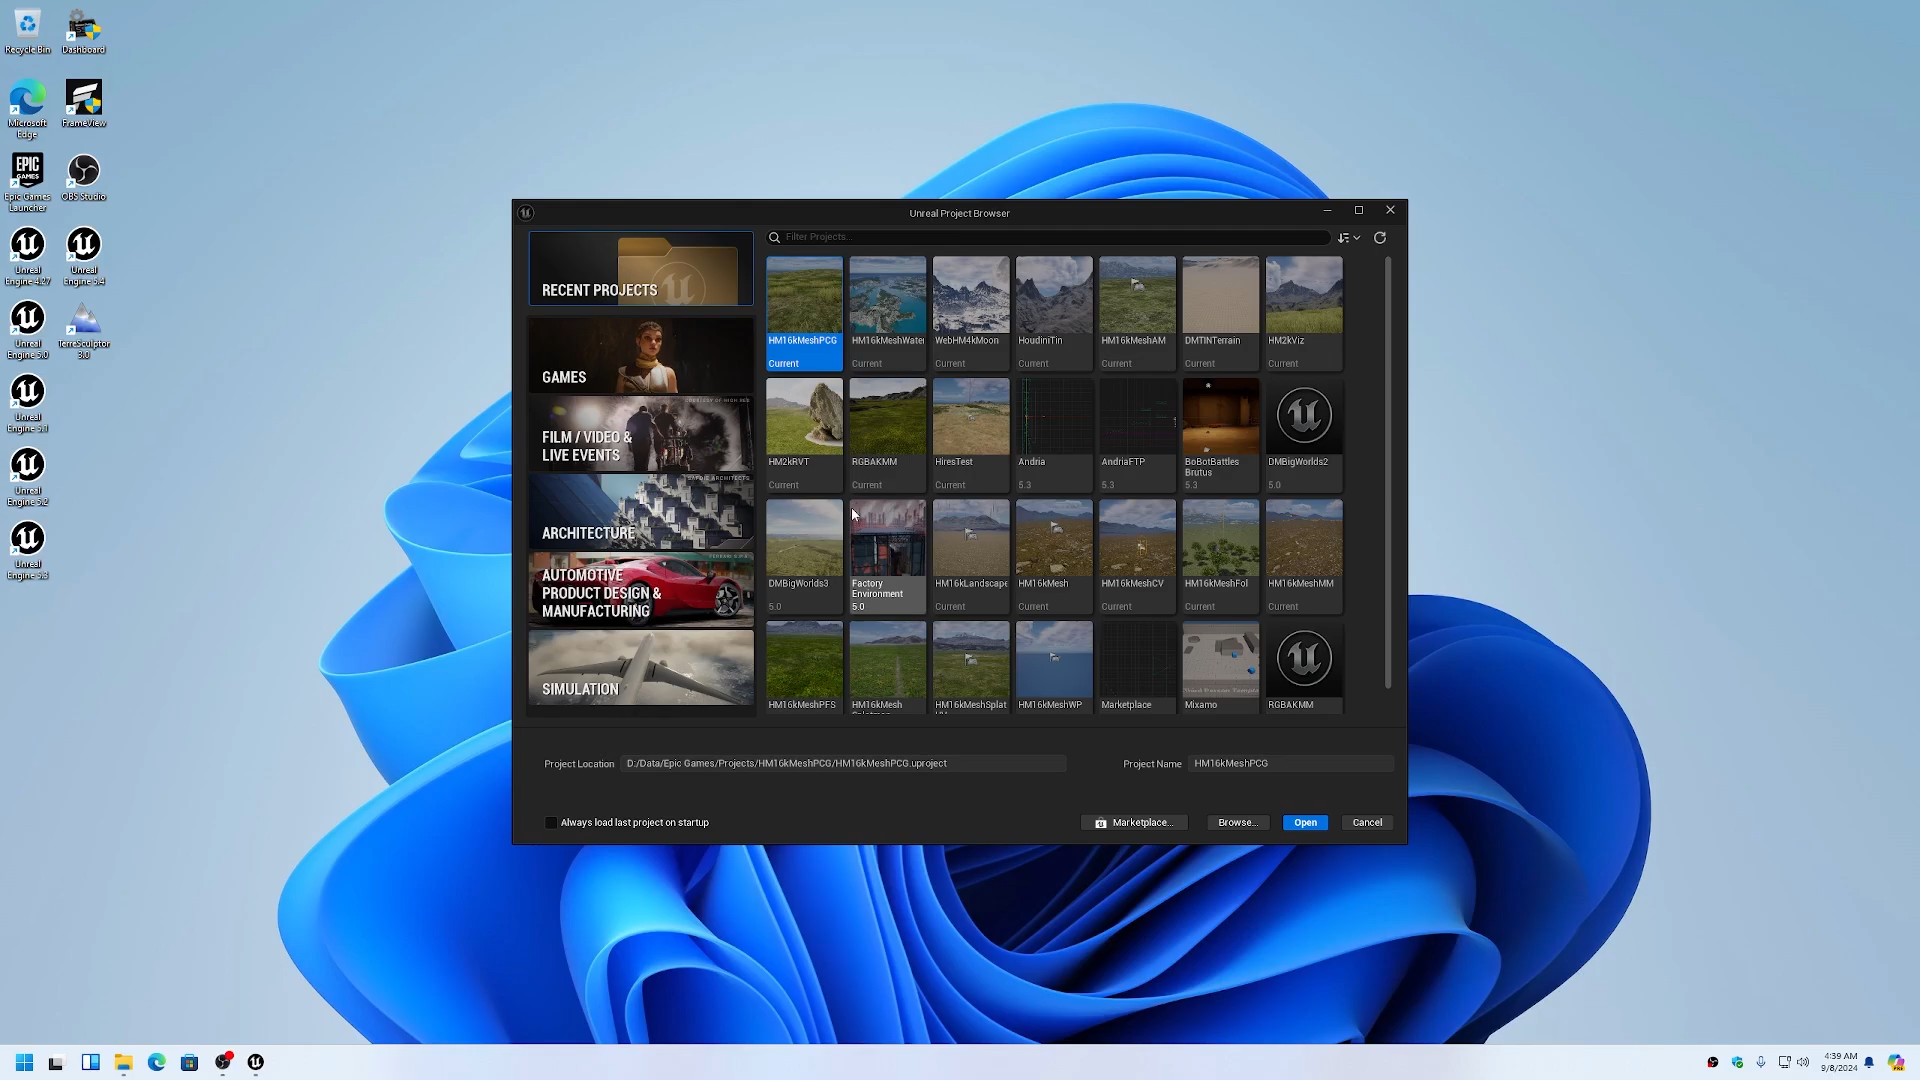 Recycle Bin
Dashboard
Microsoft
Edge
FrameView
EPIC
GAMES
Epic Games
Launcher
OBS Studio
Unreal
Engine 4.27
Unreal
Engine 5.4
Unreal
Engine 5.0
TerreSculptor
3.0
Unreal
Engine 5.1
Unreal
Engine 5.2
Unreal
Engine 5.3
Unreal Project Browser
Filter Projects...
RECENT PROJECTS
GAMES
FILM / VIDEO &
LIVE EVENTS
ARCHITECTURE
AUTOMOTIVE
PRODUCT DESIGN &
MANUFACTURING
SIMULATION
HM16kMeshPCG
Current
HM16kMeshWater
Current
WebHM4kMoon
Current
HoudiniTin
Current
HM16kMeshAM
Current
DMTINTerrain
Current
HM2kViz
Current
HM2kRVT
Current
RGBAKMM
Current
HiresTest
Current
Andria
5.3
AndriaFTP
5.3
BoBotBattles
Brutus
5.3
DMBigWorlds2
5.0
DMBigWorlds3
5.0
Factory
Environment
5.0
HM16kLandscape
Current
HM16kMesh
Current
HM16kMeshCV
Current
HM16kMeshFol
Current
HM16kMeshMM
Current
HM16kMeshPFS
HM16kMesh
HM16kMeshSplat
HM16kMeshWP
Marketplace
Third Person Template
Mixamo
RGBAKMM
Project Location
D:/Data/Epic Games/Projects/HM16kMeshPCG/HM16kMeshPCG.uproject
Project Name
HM16kMeshPCG
Always load last project on startup
Marketplace...
Browse...
Open
Cancel
4:39 AM
9/8/2024